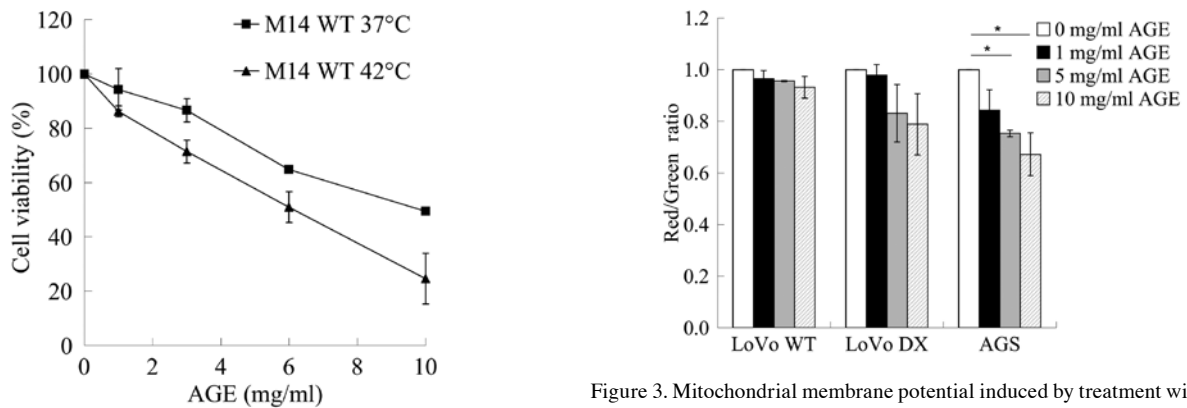 120
100
80
60
40
20
0
Cell viability (%)
M14 WT 37°C
M14 WT 42°C
0 2 4 6 8 10
AGE (mg/ml)
1.2
1.0
0.8
0.6
0.4
0.2
0.0
Red/Green ratio
* 
*
0 mg/ml AGE
1 mg/ml AGE
5 mg/ml AGE
10 mg/ml AGE
LoVo WT LoVo DX AGS
Figure 3. Mitochondrial membrane potential induced by treatment wi